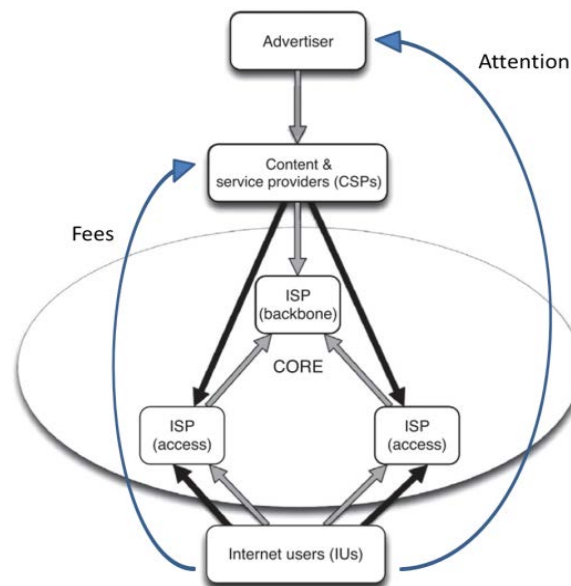 Advertiser
Attention
Content &
service providers (CSPs)
Fees
ISP
(backbone)
CORE
ISP
(access)
ISP
(access)
Internet users (IUs)